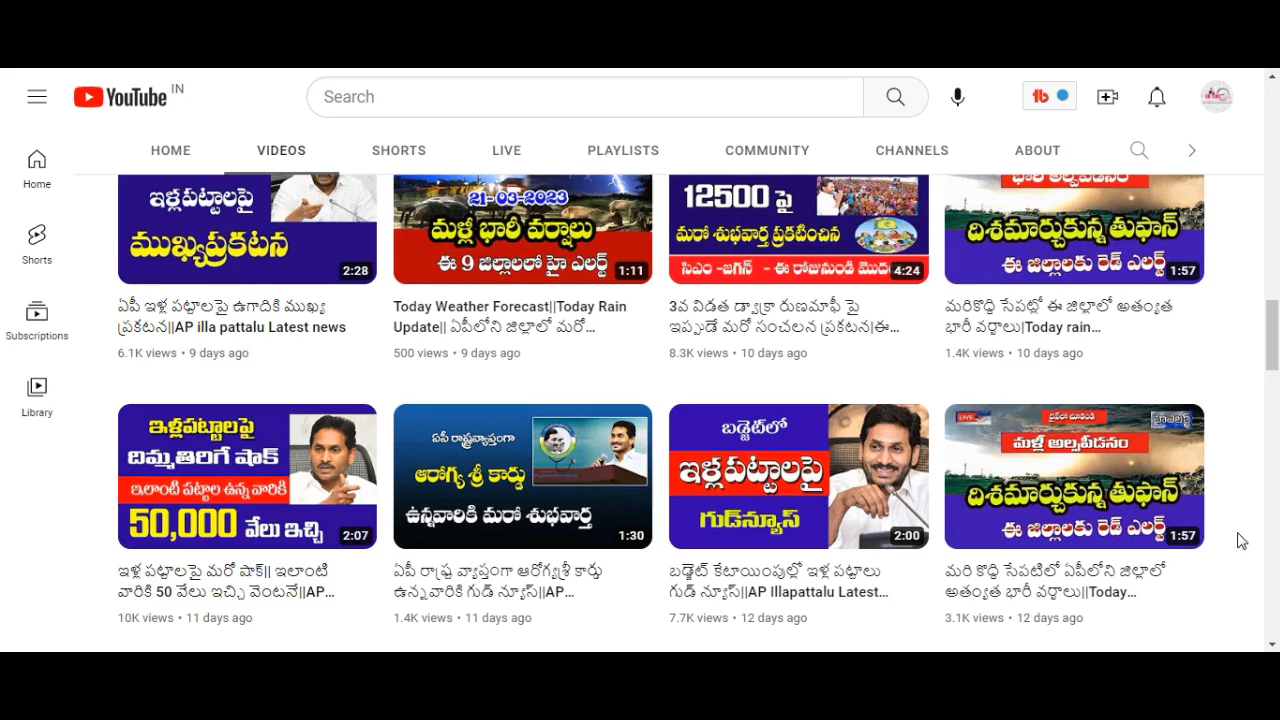 YouTube IN
Search
HOME
VIDEOS
SHORTS
LIVE
PLAYLISTS
COMMUNITY
CHANNELS
ABOUT
Home
Shorts
Subscriptions
Library
ఇళ్లపట్టాలపై
ముఖ్యప్రకటన
2:28
ఏపీ ఇళ్ల పట్టాలపై ఉగాదికి ముఖ్య
ప్రకటన||AP illa pattalu Latest news
6.1K views • 9 days ago
21-03-2023
మళ్లీ భారీ వర్షాలు
ఈ 9 జిల్లాలలో హై ఎలర్ట్
1:11
Today Weather Forecast||Today Rain
Update|| ఏపీలోని జిల్లాలో మరో...
500 views • 9 days ago
12500 పై
మరో శుభవార్త ప్రకటించిన
సిఎం -జగన్ - ఈ రోజునుండి మొద
4:24
3వ విడత డ్వాక్రా రుణమాఫీ పై
ఇప్పుడే మరో సంచలన ప్రకటన|ఈ...
8.3K views • 10 days ago
భారీ అల్పపీడనం
దిశమార్చుకున్నతుఫాన్
ఈ జిల్లాలకు రెడ్ ఎలర్ట్
1:57
మరికొద్ది సేపట్లో ఈ జిల్లాలో అత్యంత
భారీ వర్షాలు|Today rain...
1.4K views • 10 days ago
ఇళ్లపట్టాలపై
దిమ్మతిరిగే షాక్
ఇలాంటి పట్టాల ఉన్న వారికి
50,000 వేలు ఇచ్చి
2:07
ఇళ్ల పట్టాలపై మరో షాక్|| ఇలాంటి
వారికి 50 వేలు ఇచ్చి వెంటనే||AP...
10K views • 11 days ago
ఏపీ రాష్ట్రవ్యాప్తంగా
ఆరోగ్య శ్రీ కార్డు
ఉన్నవారికి మరో శుభవార్త
1:30
ఏపీ రాష్ట్ర వ్యాప్తంగా ఆరోగ్యశ్రీ కార్డు
ఉన్నవారికి గుడ్ న్యూస్||AP...
1.4K views • 11 days ago
బడ్జెట్‌లో
ఇళ్లపట్టాలపై
గుడ్‌న్యూస్
2:00
బడ్జెట్ కేటాయింపుల్లో ఇళ్ల పట్టాలు
గుడ్ న్యూస్||AP Illapattalu Latest...
7.7K views • 12 days ago
LIVE
లైవ్‌లో చూడండి
హైఎలర్ట్
మళ్లీ అల్పపీడనం
దిశమార్చుకున్నతుఫాన్
ఈ జిల్లాలకు రెడ్ ఎలర్ట్
1:57
మరి కొద్ది సేపటిలో ఏపీలోని జిల్లాలో
అత్యంత భారీ వర్షాలు||Today...
3.1K views • 12 days ago